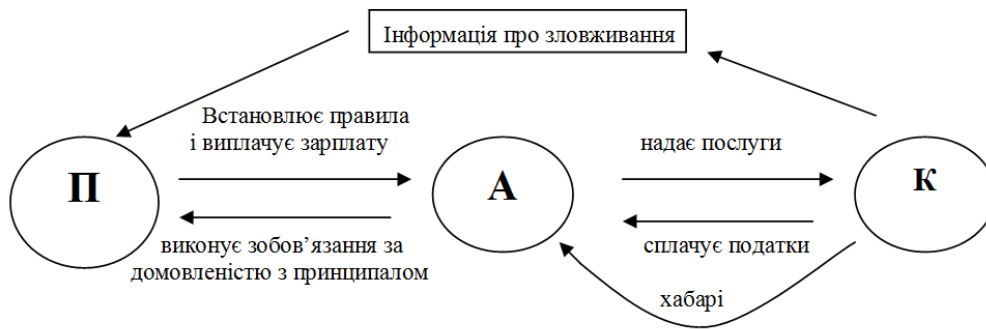 Інформація про зловживання
Встановлює правила
і виплачує зарплату
надає послуги
П
А
К
виконує зобов’язання за
домовленістю з принципалом
сплачує податки
хабарі